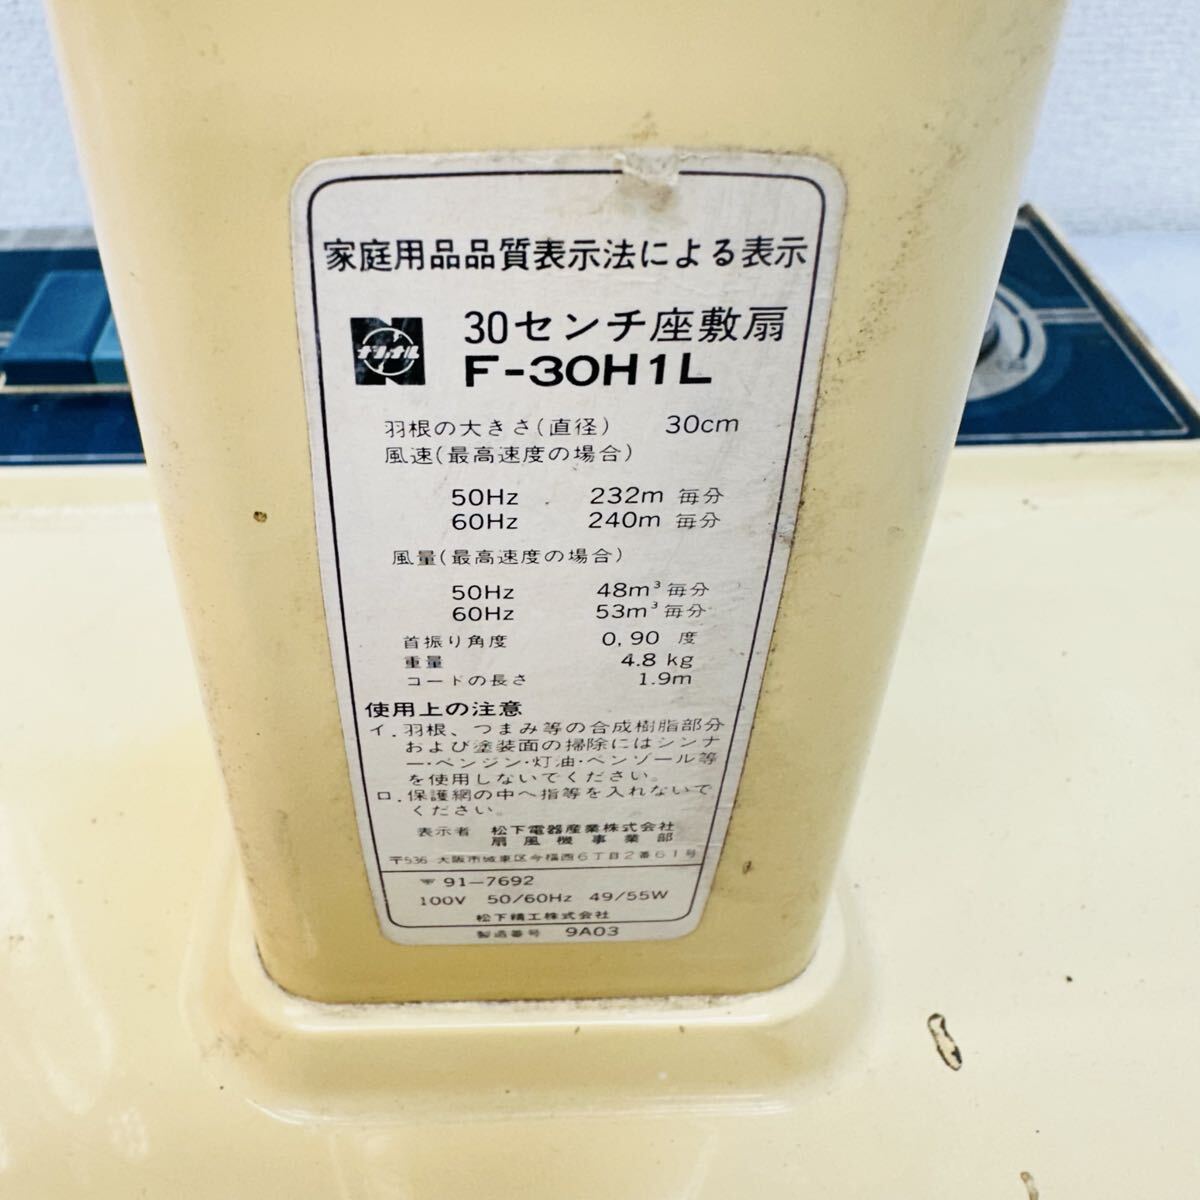 家庭用品品質表示法による表示
ナショナル
30センチ座敷扇
F-30H1L
羽根の大きさ(直径) 30cm
風速(最高速度の場合)
50Hz 232m 毎分
60Hz 240m 毎分
風量(最高速度の場合)
50Hz 48m³毎分
60Hz 53m³毎分
首振り角度 0,90 度
重量 4.8 kg
コードの長さ 1.9m
使用上の注意
イ.羽根、つまみ等の合成樹脂部分
および塗装面の掃除にはシンナ
ー・ベンジン・灯油・ベンゾール等
を使用しないでください。
ロ.保護網の中へ指等を入れないで
ください。
表示者 松下電器産業株式会社
扇風機事業部
〒536 大阪市城東区今福西6丁目2番61号
91-7692
100V 50/60Hz 49/55W
松下精工株式会社
製造番号 9A03